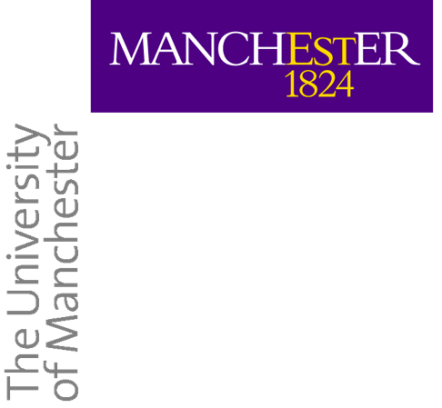 MANCHEsTER
1824
The University
of Manchester